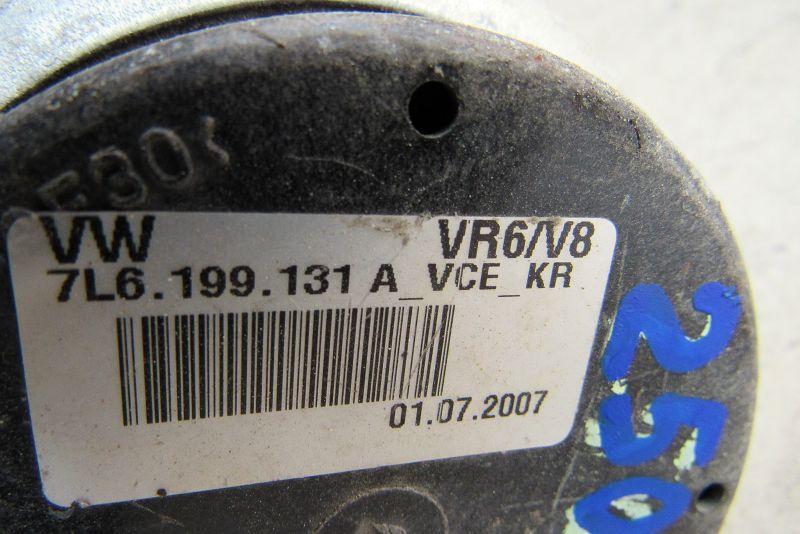 VW VR6/V8
7L6.199.131 A_VCE_KR
01.07.2007
250